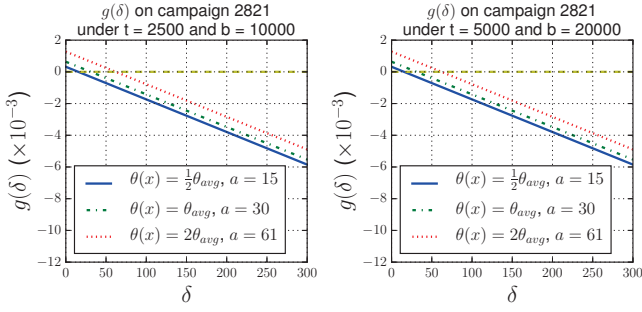 g(δ) on campaign 2821
under t = 2500 and b = 10000
g(δ) (×10⁻³)
2
0
−2
−4
−6
−8
−10
−12
θ(x) = ½θ_avg, a = 15
θ(x) = θ_avg, a = 30
θ(x) = 2θ_avg, a = 61
0 50 100 150 200 250 300
δ
g(δ) on campaign 2821
under t = 5000 and b = 20000
g(δ) (×10⁻³)
2
0
−2
−4
−6
−8
−10
−12
θ(x) = ½θ_avg, a = 15
θ(x) = θ_avg, a = 30
θ(x) = 2θ_avg, a = 61
0 50 100 150 200 250 300
δ